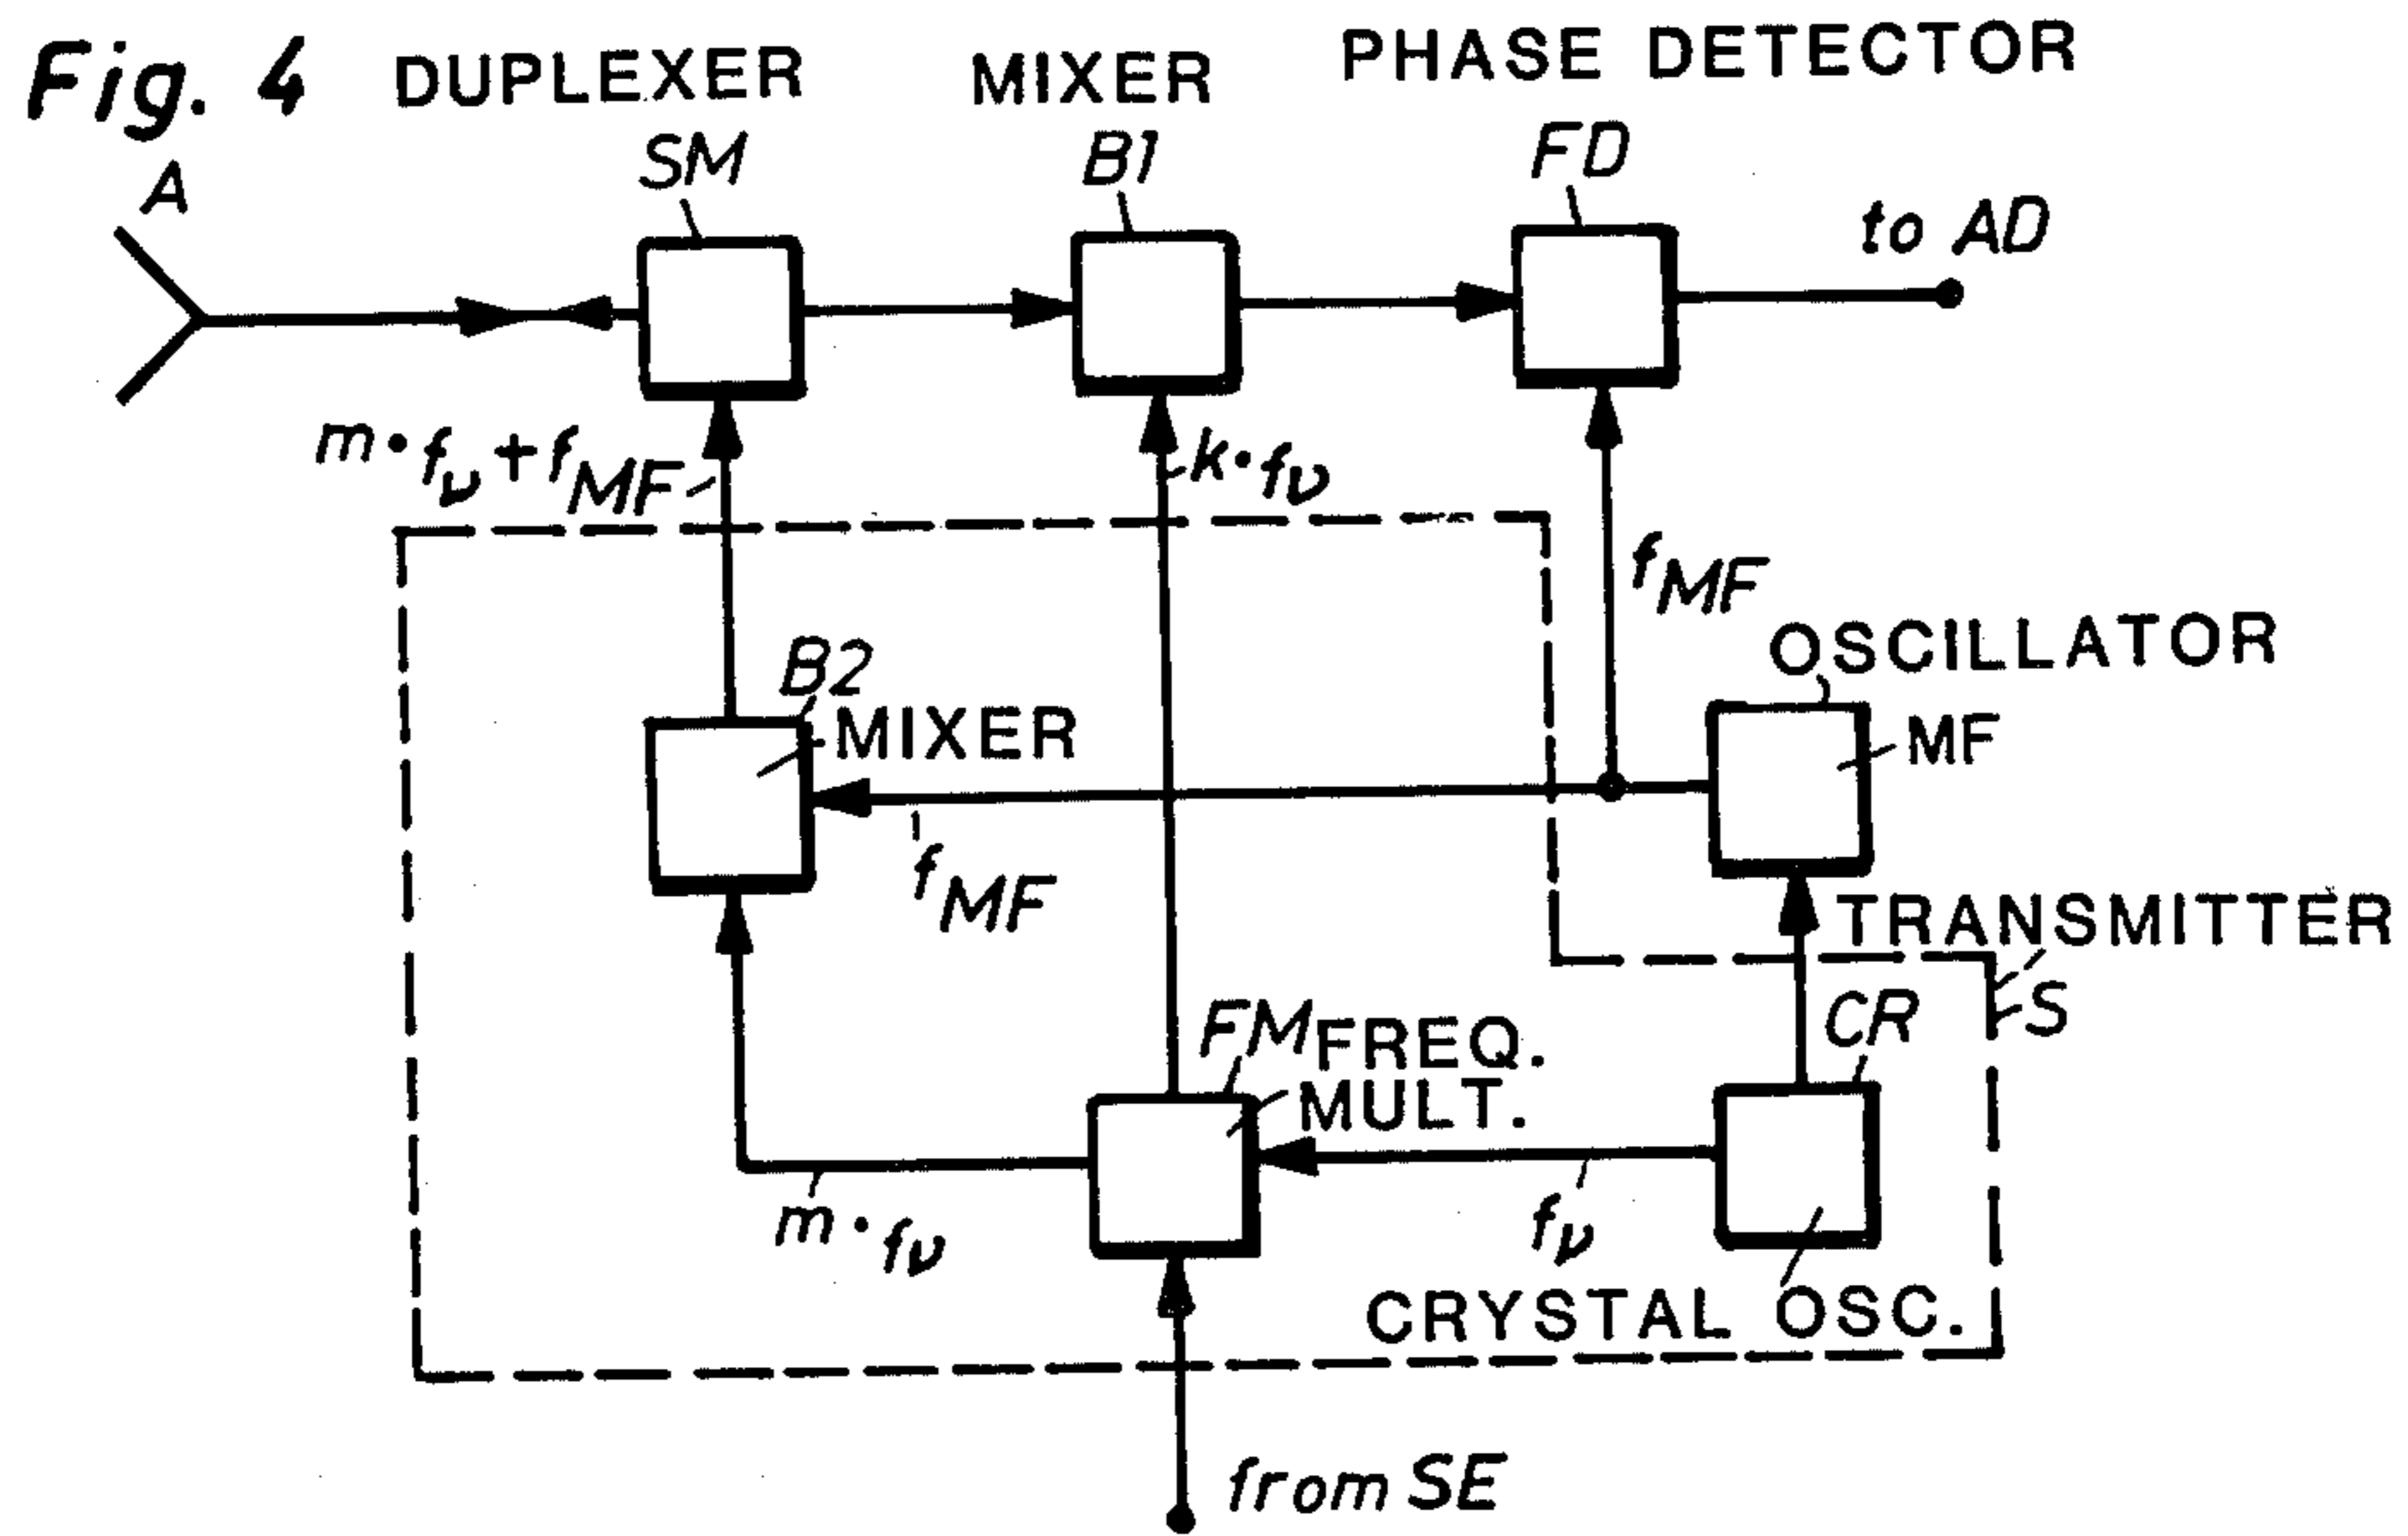 Fig. 4
DUPLEXER
MIXER
PHASE DETECTOR
A
SM
B1
FD
to AD
m·fν+fMF
k·fν
fMF
OSCILLATOR
B2
MIXER
MF
fMF
TRANSMITTER
S
CR
FM
FREQ.
MULT.
m·fν
fν
CRYSTAL OSC.
from SE